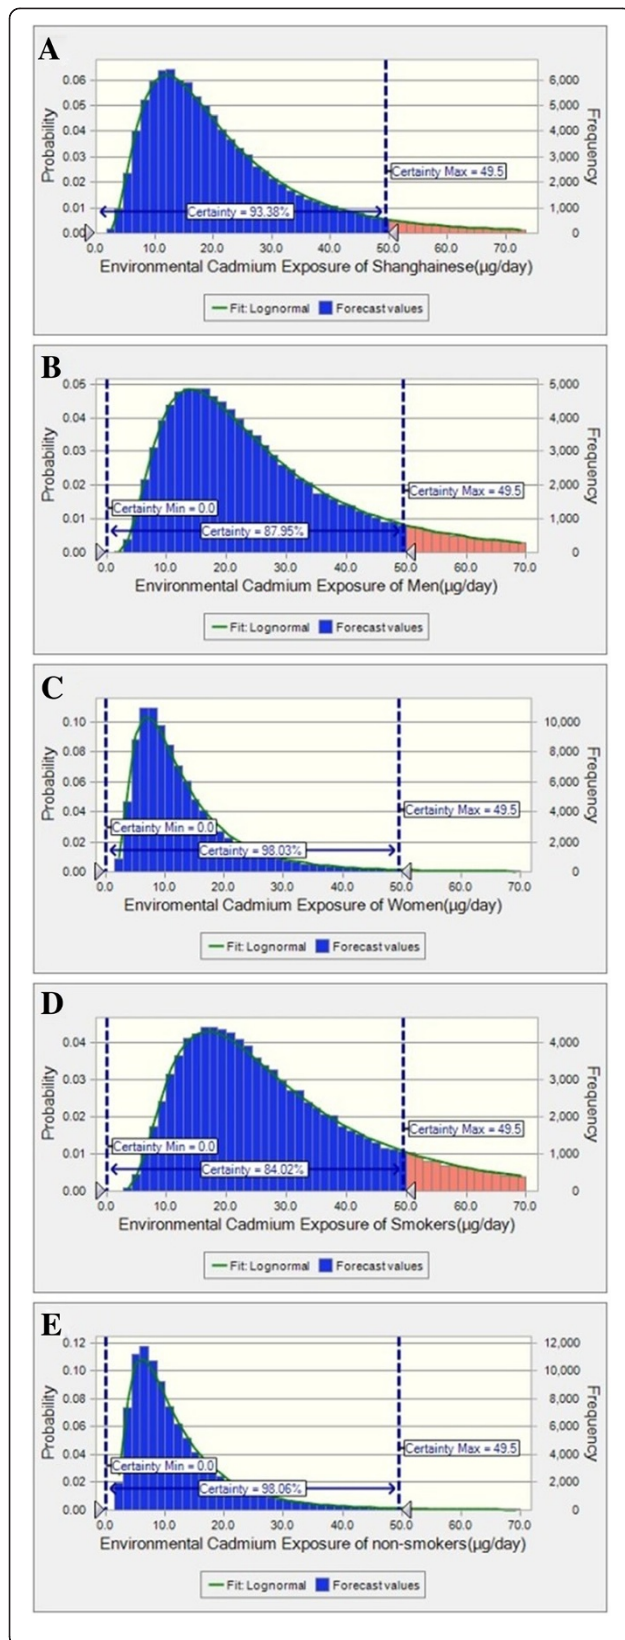 A
0.06
0.05
0.04
0.03
0.02
0.01
0.00
Probability
6,000
5,000
4,000
3,000
2,000
1,000
0
Frequency
Certainty Max = 49.5
Certainty = 93.38%
0.0 10.0 20.0 30.0 40.0 50.0 60.0 70.0
Environmental Cadmium Exposure of Shanghainese(µg/day)
Fit: Lognormal Forecast values
B
0.05
0.04
0.03
0.02
0.01
0.00
Probability
5,000
4,000
3,000
2,000
1,000
0
Frequency
Certainty Max = 49.5
Certainty Min = 0.0
Certainty = 87.95%
0.0 10.0 20.0 30.0 40.0 50.0 60.0 70.0
Environmental Cadmium Exposure of Men(µg/day)
Fit: Lognormal Forecast values
C
0.10
0.08
0.06
0.04
0.02
0.00
Probability
10,000
8,000
6,000
4,000
2,000
0
Frequency
Certainty Max = 49.5
Certainty Min = 0.0
Certainty = 98.03%
0.0 10.0 20.0 30.0 40.0 50.0 60.0 70.0
Enviromental Cadmium Exposure of Women(µg/day)
Fit: Lognormal Forecast values
D
0.04
0.03
0.02
0.01
0.00
Probability
4,000
3,000
2,000
1,000
0
Frequency
Certainty Max = 49.5
Certainty Min = 0.0
Certainty = 84.02%
0.0 10.0 20.0 30.0 40.0 50.0 60.0 70.0
Environmental Cadmium Exposure of Smokers(µg/day)
Fit: Lognormal Forecast values
E
0.12
0.10
0.08
0.06
0.04
0.02
0.00
Probability
12,000
10,000
8,000
6,000
4,000
2,000
0
Frequency
Certainty Max = 49.5
Certainty Min = 0.0
Certainty = 98.06%
0.0 10.0 20.0 30.0 40.0 50.0 60.0 70.0
Environmental Cadmium Exposure of non-smokers(µg/day)
Fit: Lognormal Forecast values